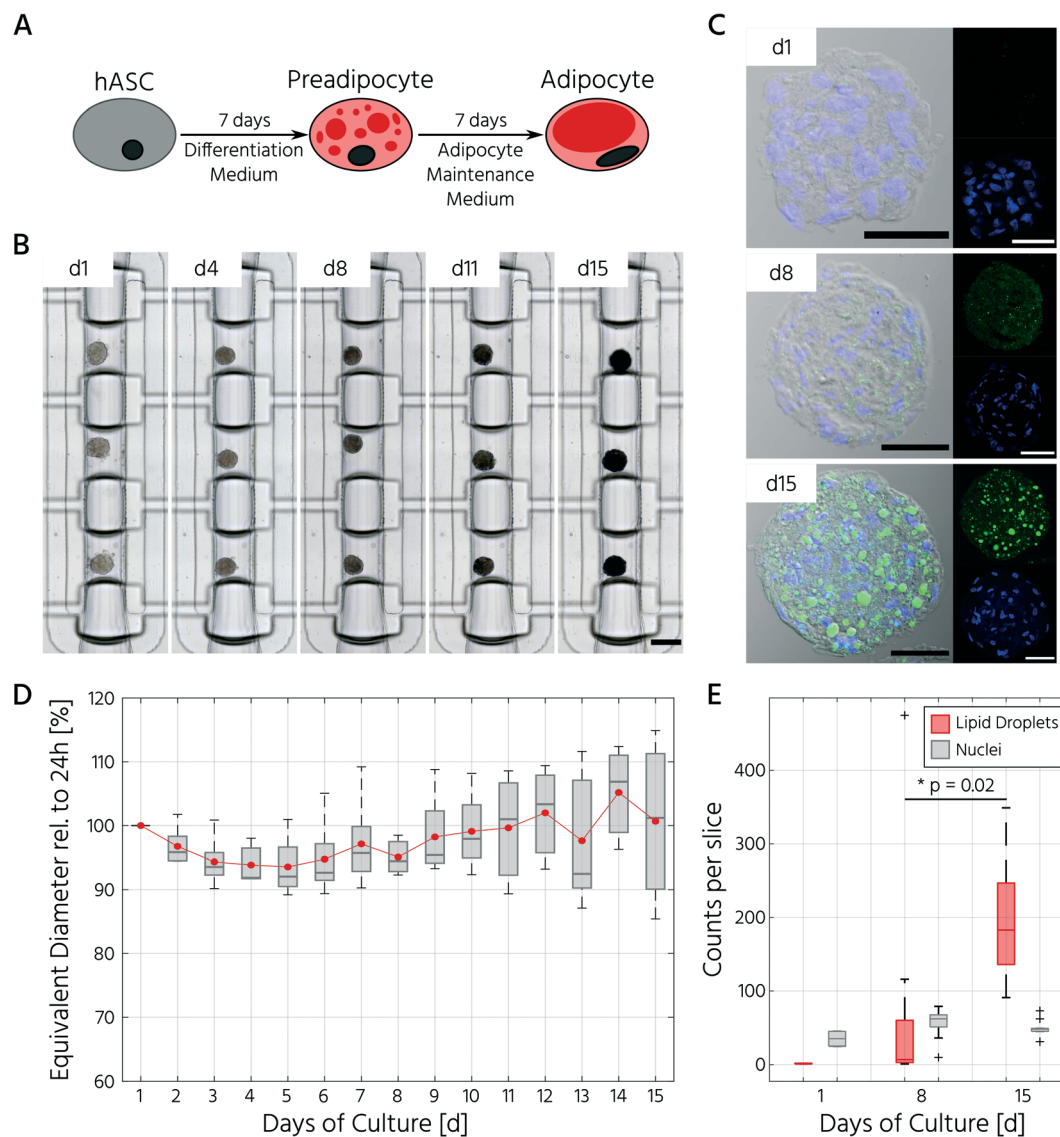 A
hASC
Preadipocyte
Adipocyte
7 days
Differentiation
Medium
7 days
Adipocyte
Maintenance
Medium
B
d1
d4
d8
d11
d15
C
d1
d8
d15
D
Equivalent Diameter rel. to 24h [%]
120
110
100
90
80
70
60
1 2 3 4 5 6 7 8 9 10 11 12 13 14 15
Days of Culture [d]
E
Counts per slice
400
300
200
100
0
Lipid Droplets
Nuclei
* p = 0.02
1 8 15
Days of Culture [d]